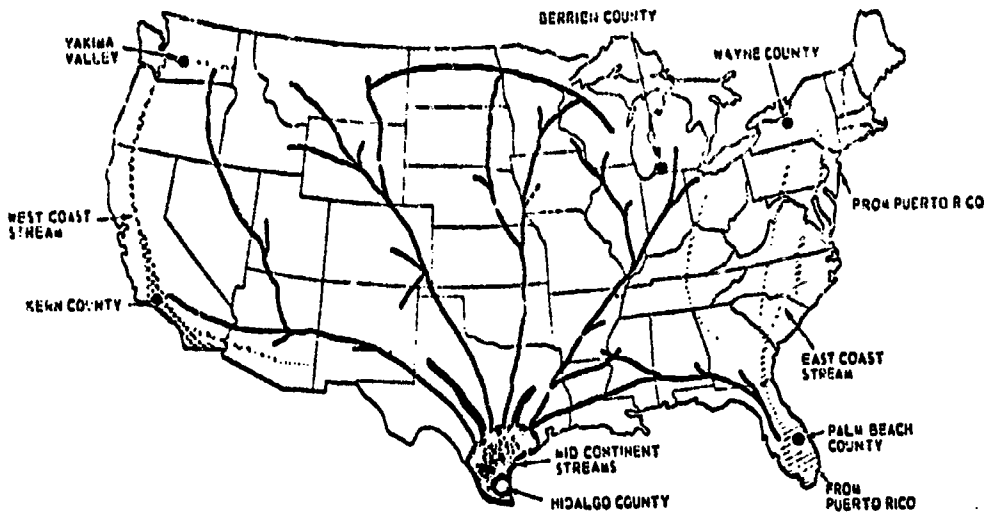 BERRIEN COUNTY
YAKIMA
VALLEY
WAYNE COUNTY
FROM PUERTO RICO
WEST COAST
STREAM
KERN COUNTY
EAST COAST
STREAM
PALM BEACH
COUNTY
MID CONTINENT
STREAMS
HIDALGO COUNTY
FROM
PUERTO RICO